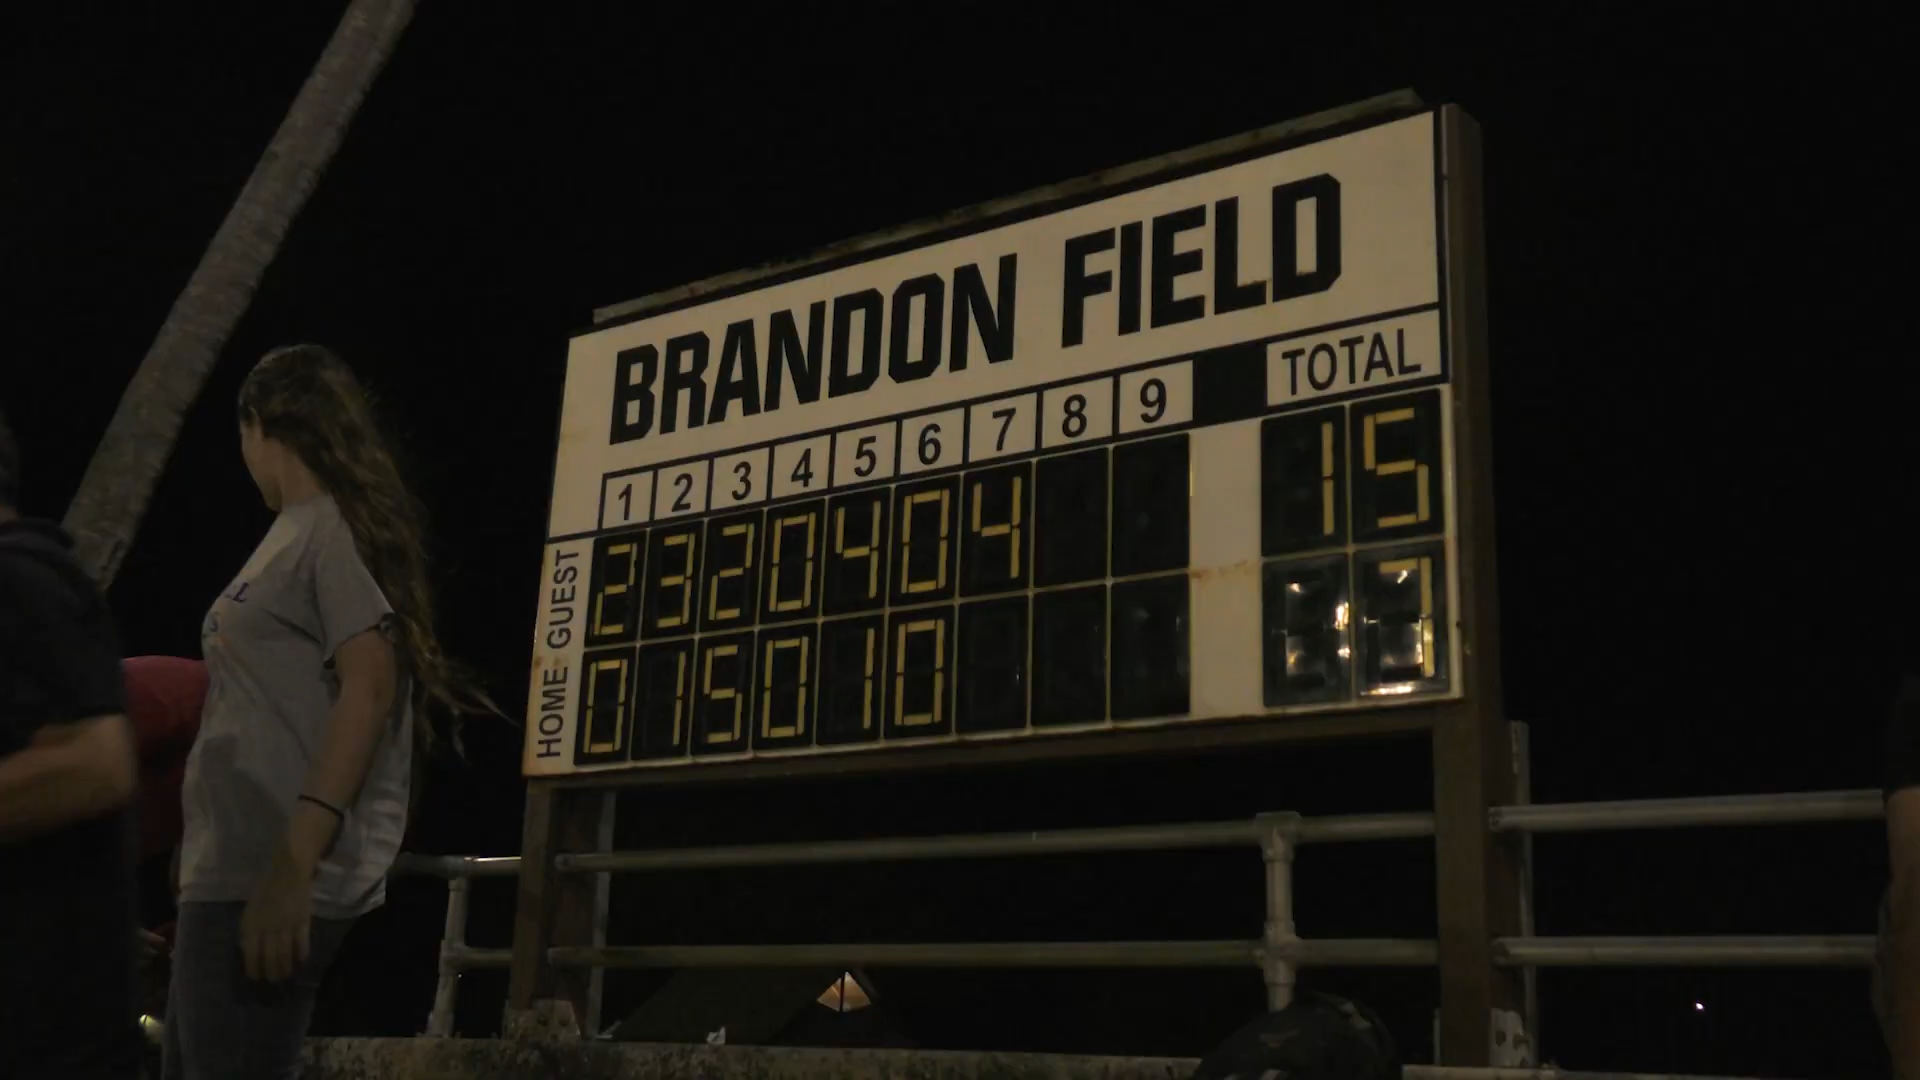 BRANDON FIELD
1 2 3 4 5 6 7 8 9 TOTAL
GUEST 2 3 2 0 4 0 4 15
HOME 0 1 5 0 1 0 7